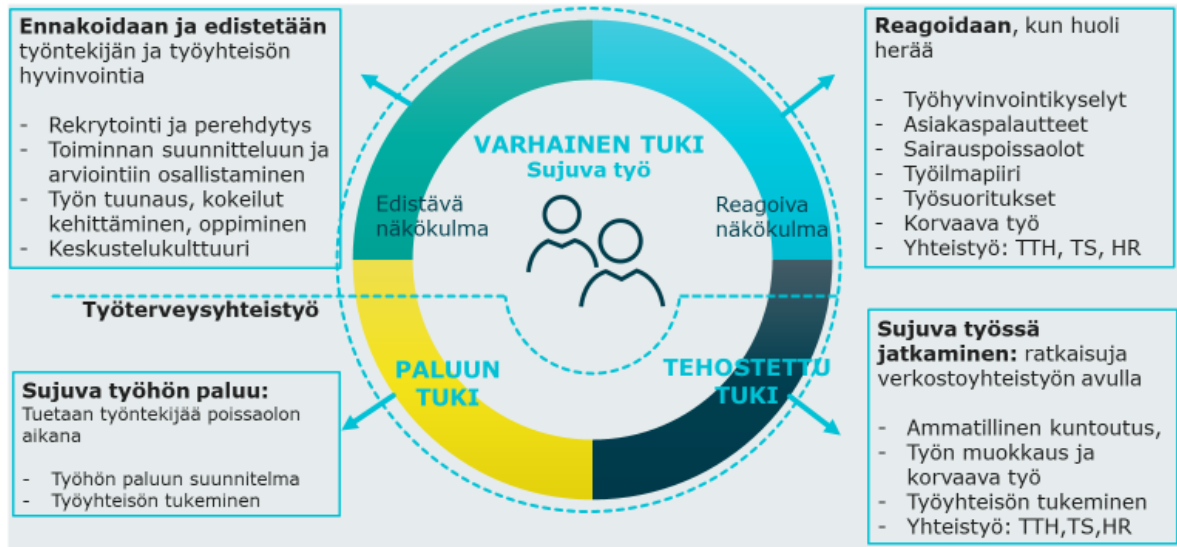 Ennakoidaan ja edistetään
työntekijän ja työyhteisön
hyvinvointia
- Rekrytointi ja perehdytys
- Toiminnan suunnitteluun ja
arviointiin osallistaminen
- Työn tuunaus, kokeilut
kehittäminen, oppiminen
- Keskustelukulttuuri
VARHAINEN TUKI
Sujuva työ
Edistävä
näkökulma
Reagoiva
näkökulma
Reagoidaan, kun huoli
herää
- Työhyvinvointikyselyt
- Asiakaspalautteet
- Sairauspoissaolot
- Työilmapiiri
- Työsuoritukset
- Korvaava työ
- Yhteistyö: TTH, TS, HR
Työterveysyhteistyö
Sujuva työhön paluu:
Tuetaan työntekijää poissaolon
aikana
- Työhön paluun suunnitelma
- Työyhteisön tukeminen
PALUUN
TUKI
TEHOSTETTU
TUKI
Sujuva työssä
jatkaminen: ratkaisuja
verkostoyhteistyön avulla
- Ammatillinen kuntoutus,
- Työn muokkaus ja
korvaava työ
- Työyhteisön tukeminen
- Yhteistyö: TTH,TS,HR